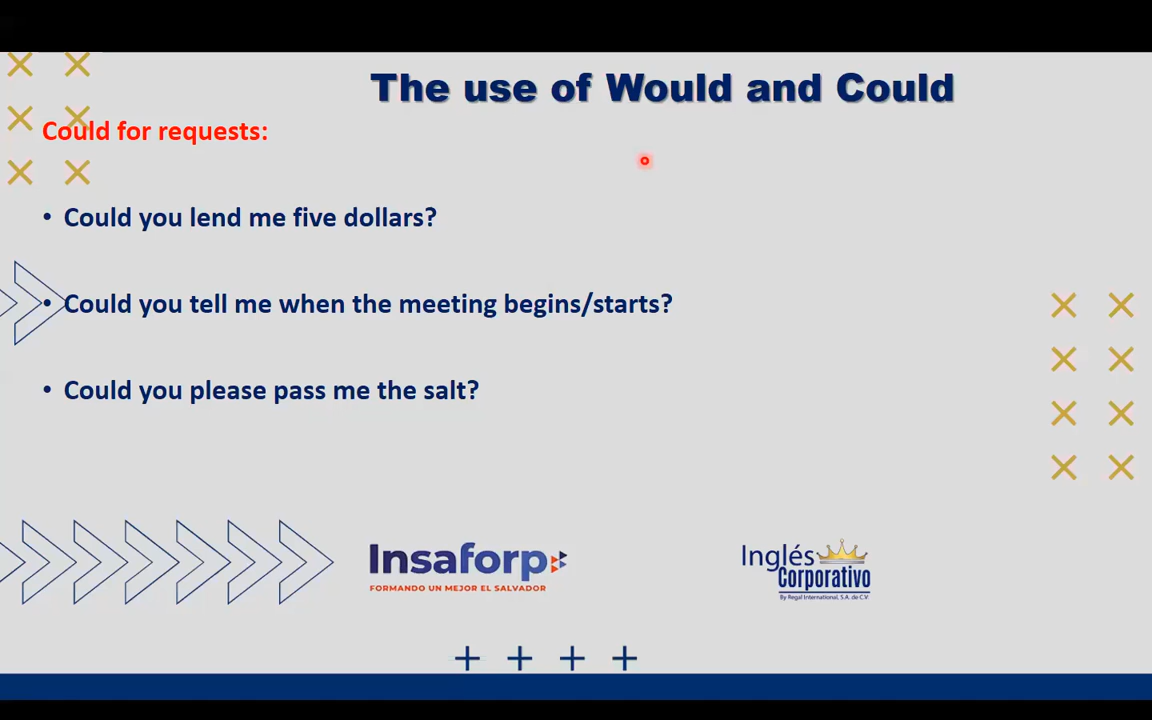 The use of Would and Could
Could for requests:
• Could you lend me five dollars?
• Could you tell me when the meeting begins/starts?
• Could you please pass me the salt?
Insaforp
FORMANDO UN MEJOR EL SALVADOR
Inglés
Corporativo
By Regal International, S.A. de C.V.